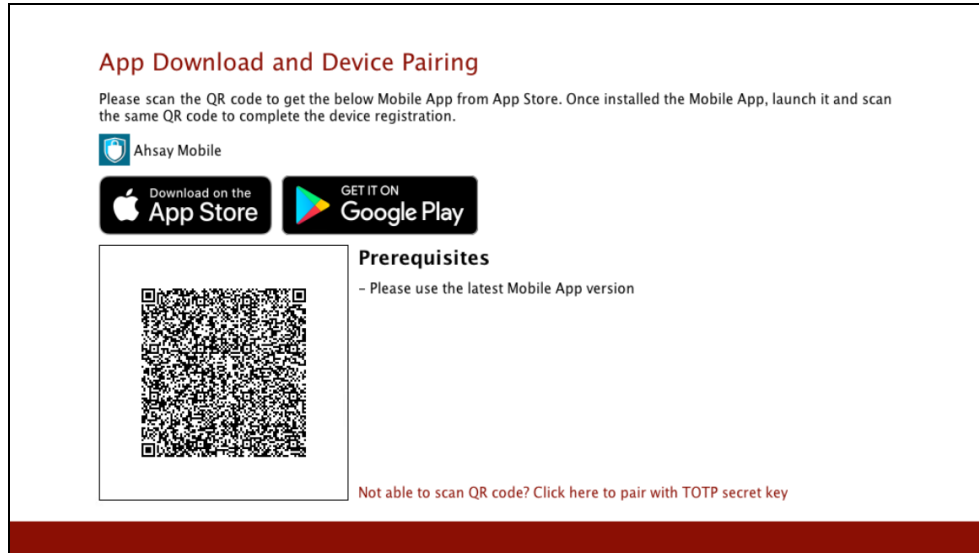 App Download and Device Pairing
Please scan the QR code to get the below Mobile App from App Store. Once installed the Mobile App, launch it and scan
the same QR code to complete the device registration.
Ahsay Mobile
Download on the
App Store
GET IT ON
Google Play
Prerequisites
– Please use the latest Mobile App version
Not able to scan QR code? Click here to pair with TOTP secret key